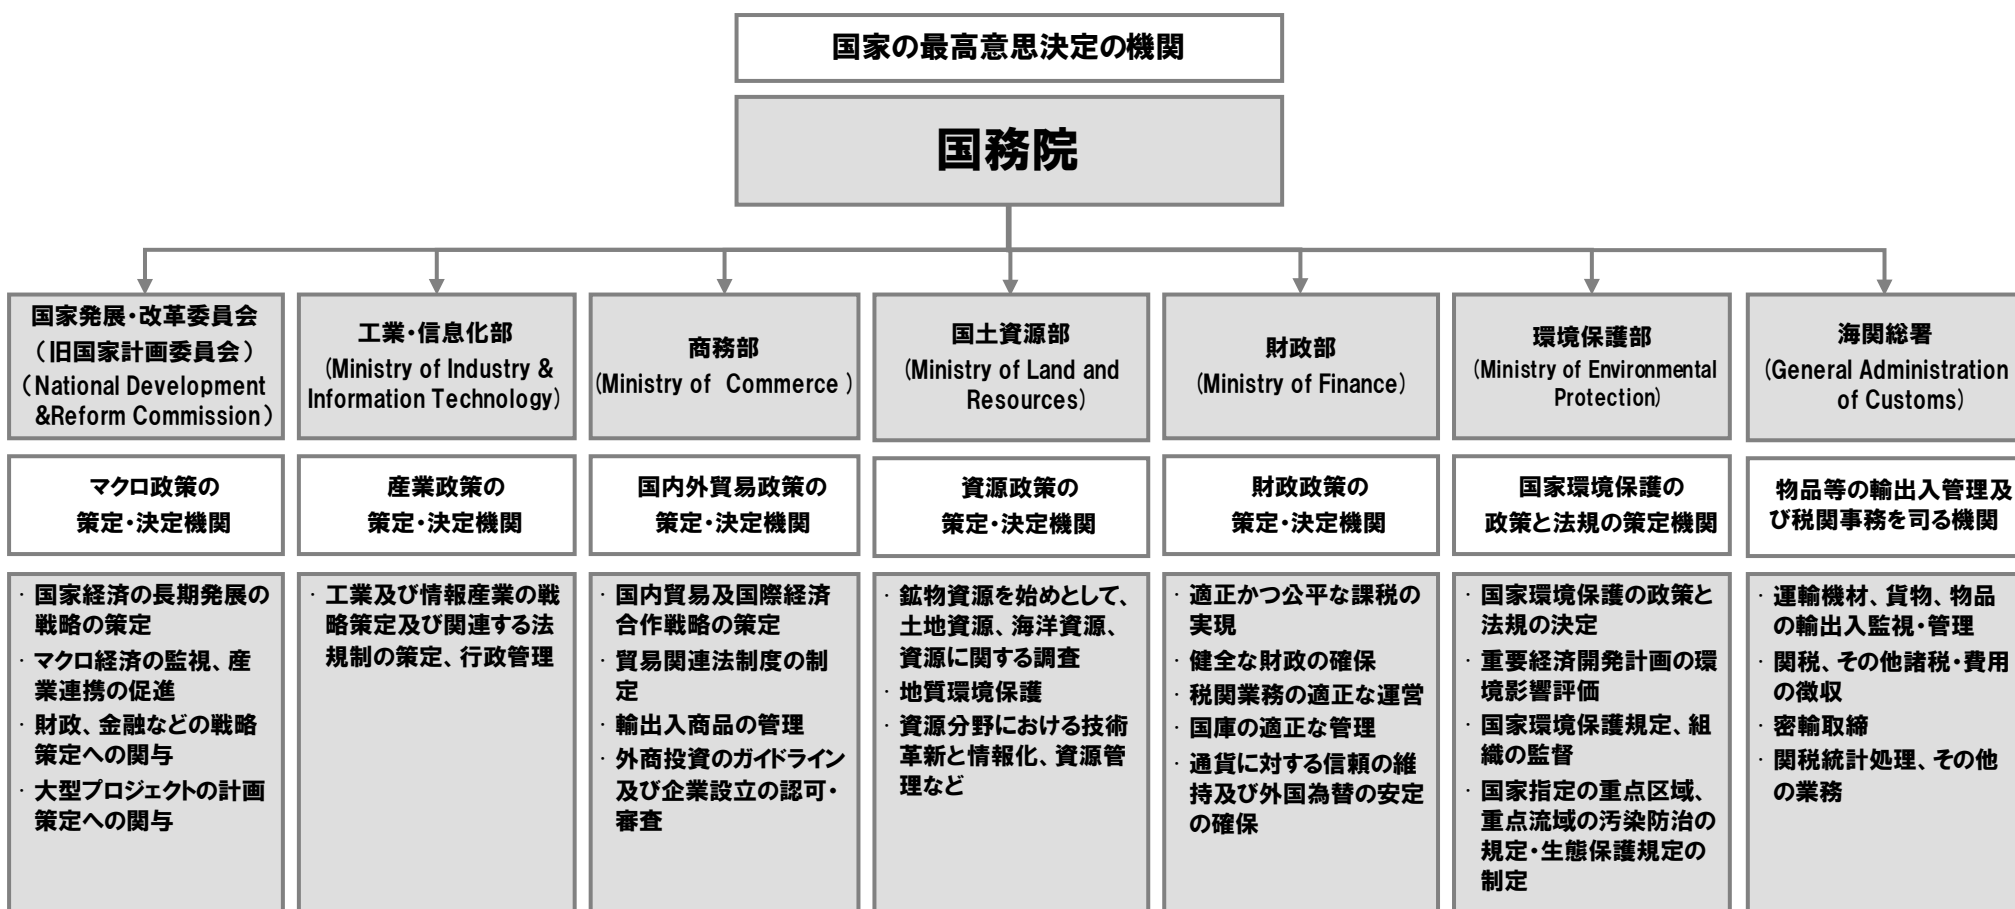 国家の最高意思決定の機関
国務院
国家発展・改革委員会
（旧国家計画委員会）
（National Development
&Reform Commission）
工業・信息化部
(Ministry of Industry &
Information Technology)
商務部
(Ministry of Commerce )
国土資源部
(Ministry of Land and
Resources)
財政部
(Ministry of Finance)
環境保護部
(Ministry of Environmental
Protection)
海関総署
(General Administration
of Customs)
マクロ政策の
策定・決定機関
産業政策の
策定・決定機関
国内外貿易政策の
策定・決定機関
資源政策の
策定・決定機関
財政政策の
策定・決定機関
国家環境保護の
政策と法規の策定機関
物品等の輸出入管理及
び税関事務を司る機関
・国家経済の長期発展の
戦略の策定
・マクロ経済の監視、産
業連携の促進
・財政、金融などの戦略
策定への関与
・大型プロジェクトの計画
策定への関与
・工業及び情報産業の戦
略策定及び関連する法
規制の策定、行政管理
・国内貿易及国際経済
合作戦略の策定
・貿易関連法制度の制
定
・輸出入商品の管理
・外商投資のガイドライン
及び企業設立の認可・
審査
・鉱物資源を始めとして、
土地資源、海洋資源、
資源に関する調査
・地質環境保護
・資源分野における技術
革新と情報化、資源管
理など
・適正かつ公平な課税の
実現
・健全な財政の確保
・税関業務の適正な運営
・国庫の適正な管理
・通貨に対する信頼の維
持及び外国為替の安定
の確保
・国家環境保護の政策と
法規の決定
・重要経済開発計画の環
境影響評価
・国家環境保護規定、組
織の監督
・国家指定の重点区域、
重点流域の汚染防治の
規定・生態保護規定の
制定
・運輸機材、貨物、物品
の輸出入監視・管理
・関税、その他諸税・費用
の徴収
・密輸取締
・関税統計処理、その他
の業務